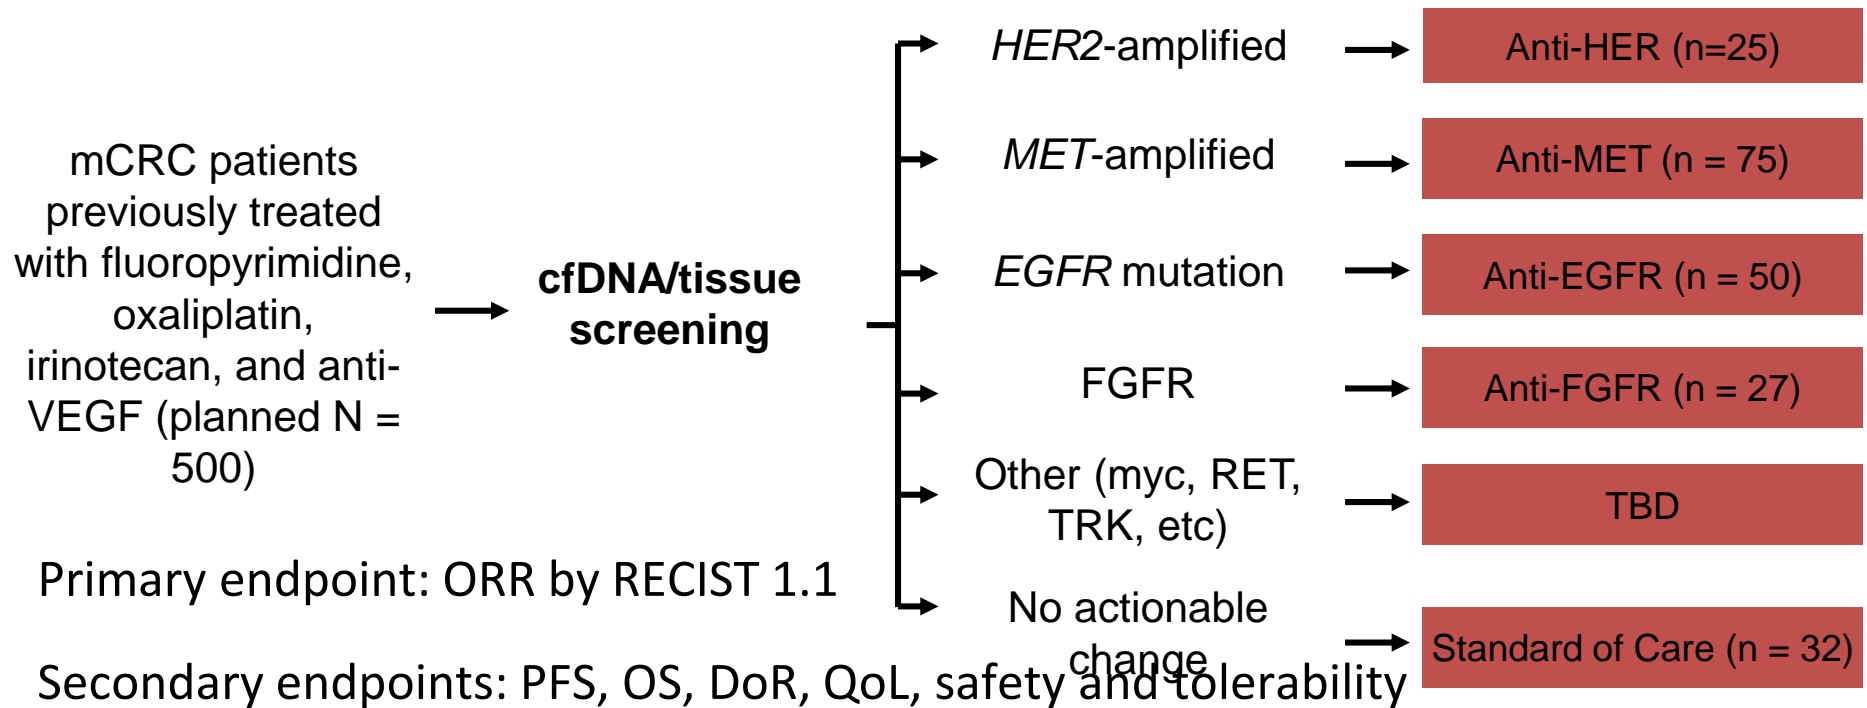 mCRC patients
previously treated
with fluoropyrimidine,
oxaliplatin,
irinotecan, and anti-
VEGF (planned N =
500)
cfDNA/tissue
screening
HER2-amplified
Anti-HER (n=25)
MET-amplified
Anti-MET (n = 75)
EGFR mutation
Anti-EGFR (n = 50)
FGFR
Anti-FGFR (n = 27)
Other (myc, RET,
TRK, etc)
TBD
No actionable
change
Standard of Care (n = 32)
Primary endpoint: ORR by RECIST 1.1
Secondary endpoints: PFS, OS, DoR, QoL, safety and tolerability